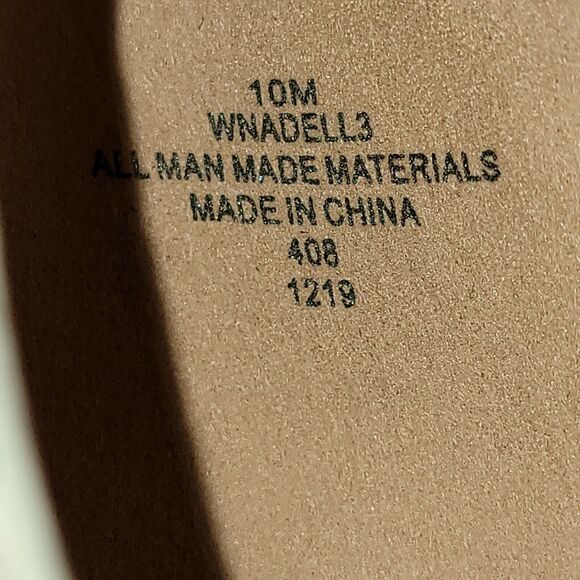 10M
WNADELL3
ALL MAN MADE MATERIALS
MADE IN CHINA
408
1219